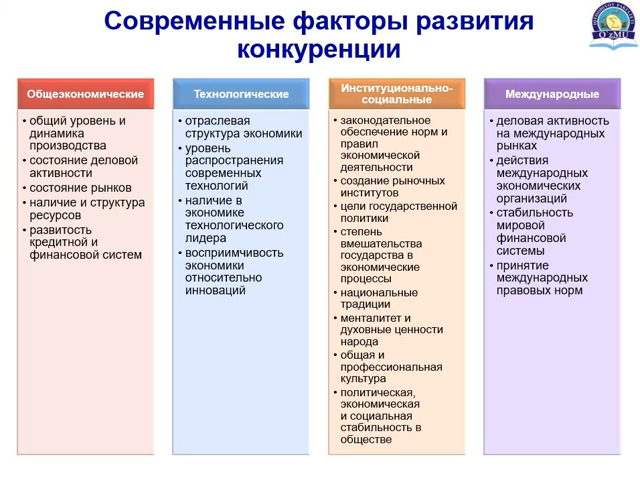 Современные факторы развития
конкуренции
O'zMU
Общеэкономические
• общий уровень и
динамика
производства
• состояние деловой
активности
• состояние рынков
• наличие и структура
ресурсов
• развитость
кредитной и
финансовой систем
Технологические
• отраслевая
структура экономики
• уровень
распространения
современных
технологий
• наличие в
экономике
технологического
лидера
• восприимчивость
экономики
относительно
инноваций
Институционально-
социальные
• законодательное
обеспечение норм и
правил
экономической
деятельности
• создание рыночных
институтов
• цели государственной
политики
• степень
вмешательства
государства в
экономические
процессы
• национальные
традиции
• менталитет и
духовные ценности
народа
• общая и
профессиональная
культура
• политическая,
экономическая
и социальная
стабильность в
обществе
Международные
• деловая активность
на международных
рынках
• действия
международных
экономических
организаций
• стабильность
мировой
финансовой
системы
• принятие
международных
правовых норм